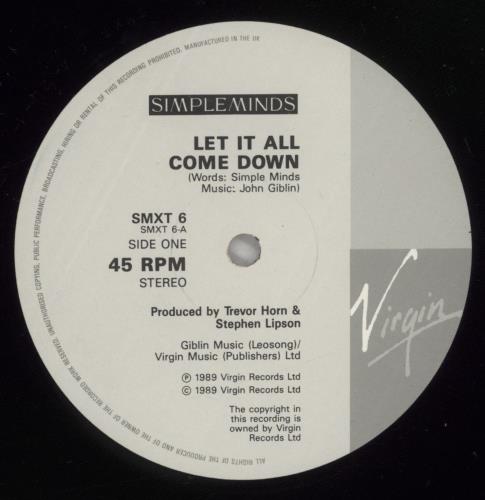 ALL RIGHTS OF THE PRODUCER AND OF THE OWNER OF THE RECORDED WORK RESERVED. UNAUTHORISED COPYING, PUBLIC PERFORMANCE, BROADCASTING, HIRING OR RENTAL OF THIS RECORDING PROHIBITED. MANUFACTURED IN THE UK
SIMPLEMINDS
LET IT ALL
COME DOWN
(Words: Simple Minds
Music: John Giblin)
SMXT 6
SMXT 6-A
SIDE ONE
45 RPM
STEREO
Produced by Trevor Horn &
Stephen Lipson
Giblin Music (Leosong)/
Virgin Music (Publishers) Ltd
℗ 1989 Virgin Records Ltd
© 1989 Virgin Records Ltd
The copyright in
this recording is
owned by Virgin
Records Ltd
Virgin